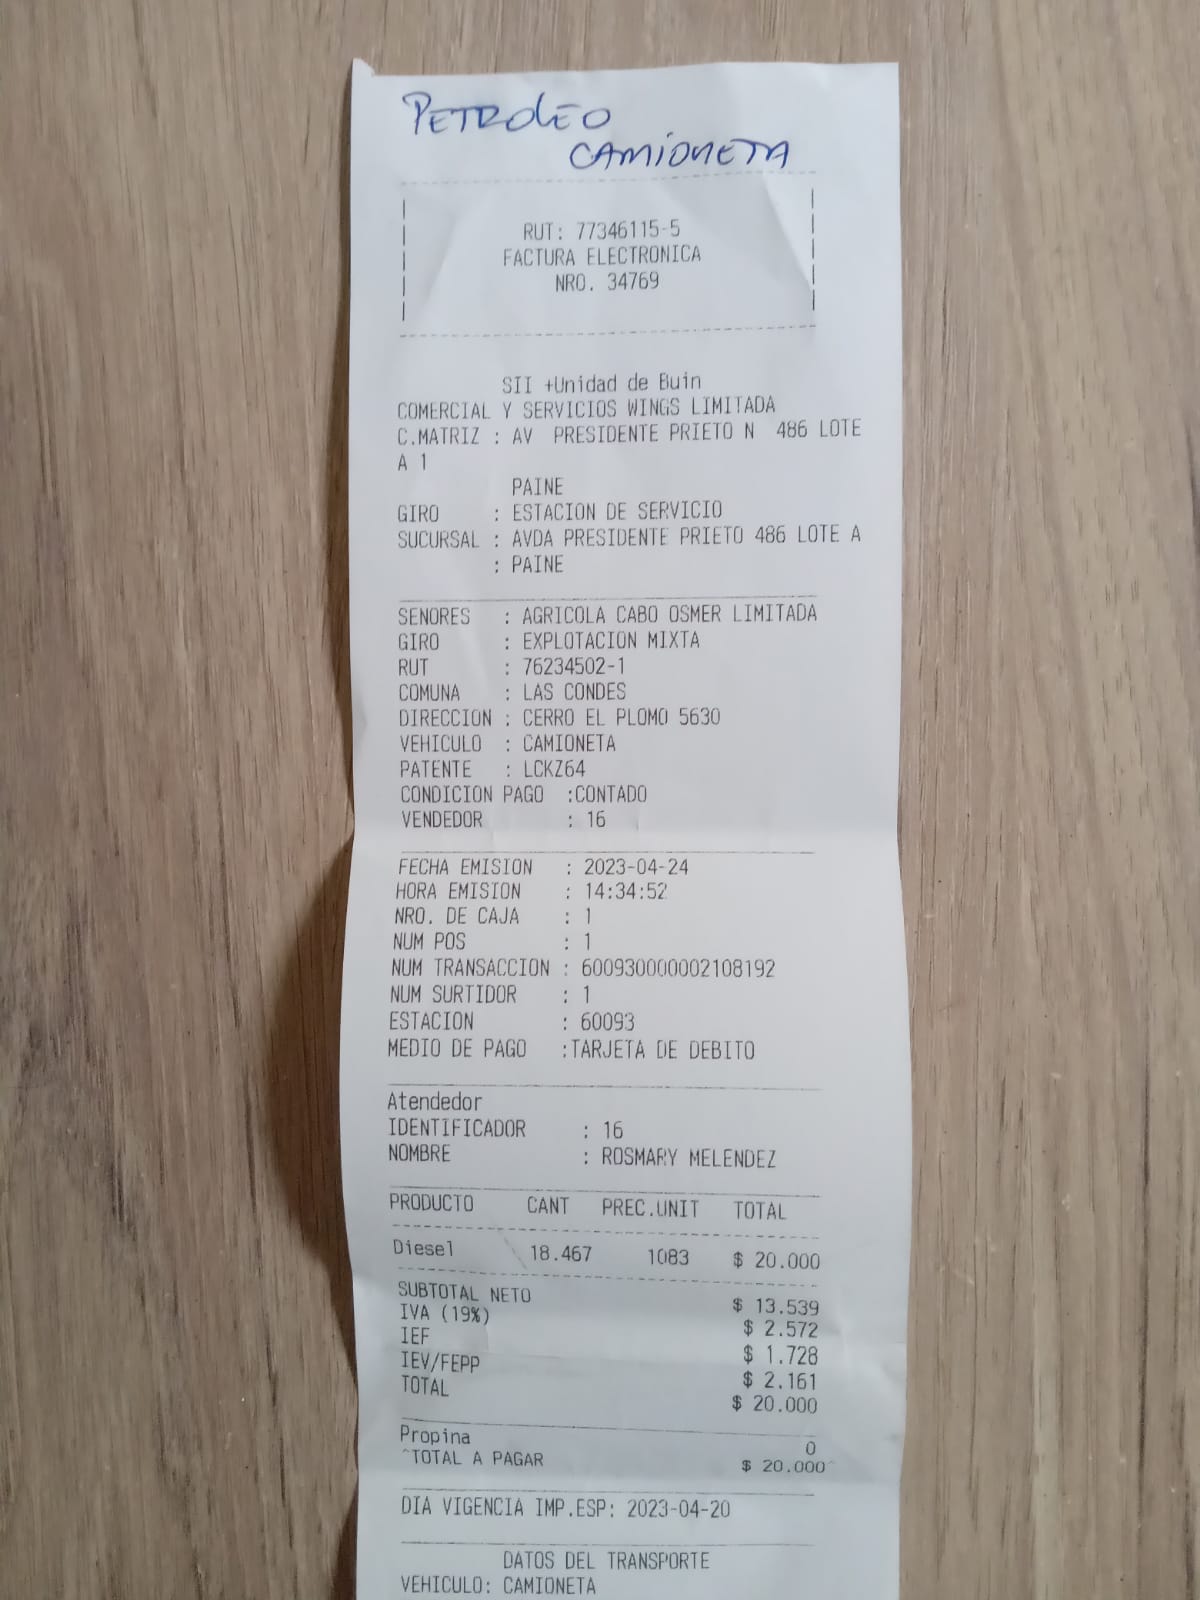 PETROLEO
CAMIONETA
RUT: 77346115-5
FACTURA ELECTRONICA
NRO. 34769
SII +Unidad de Buin
COMERCIAL Y SERVICIOS WINGS LIMITADA
C.MATRIZ : AV PRESIDENTE PRIETO N 486 LOTE
A 1
PAINE
GIRO : ESTACION DE SERVICIO
SUCURSAL : AVDA PRESIDENTE PRIETO 486 LOTE A
: PAINE
SENORES : AGRICOLA CABO OSMER LIMITADA
GIRO : EXPLOTACION MIXTA
RUT : 76234502-1
COMUNA : LAS CONDES
DIRECCION : CERRO EL PLOMO 5630
VEHICULO : CAMIONETA
PATENTE : LCKZ64
CONDICION PAGO :CONTADO
VENDEDOR : 16
FECHA EMISION : 2023-04-24
HORA EMISION : 14:34:52
NRO. DE CAJA : 1
NUM POS : 1
NUM TRANSACCION : 600930000002108192
NUM SURTIDOR : 1
ESTACION : 60093
MEDIO DE PAGO :TARJETA DE DEBITO
Atendedor
IDENTIFICADOR : 16
NOMBRE : ROSMARY MELENDEZ
PRODUCTO CANT PREC.UNIT TOTAL
Diesel 18.467 1083 $ 20.000
SUBTOTAL NETO $ 13.539
IVA (19%) $ 2.572
IEF $ 1.728
IEV/FEPP $ 2.161
TOTAL $ 20.000
Propina 0
^TOTAL A PAGAR $ 20.000^
DIA VIGENCIA IMP.ESP: 2023-04-20
DATOS DEL TRANSPORTE
VEHICULO: CAMIONETA